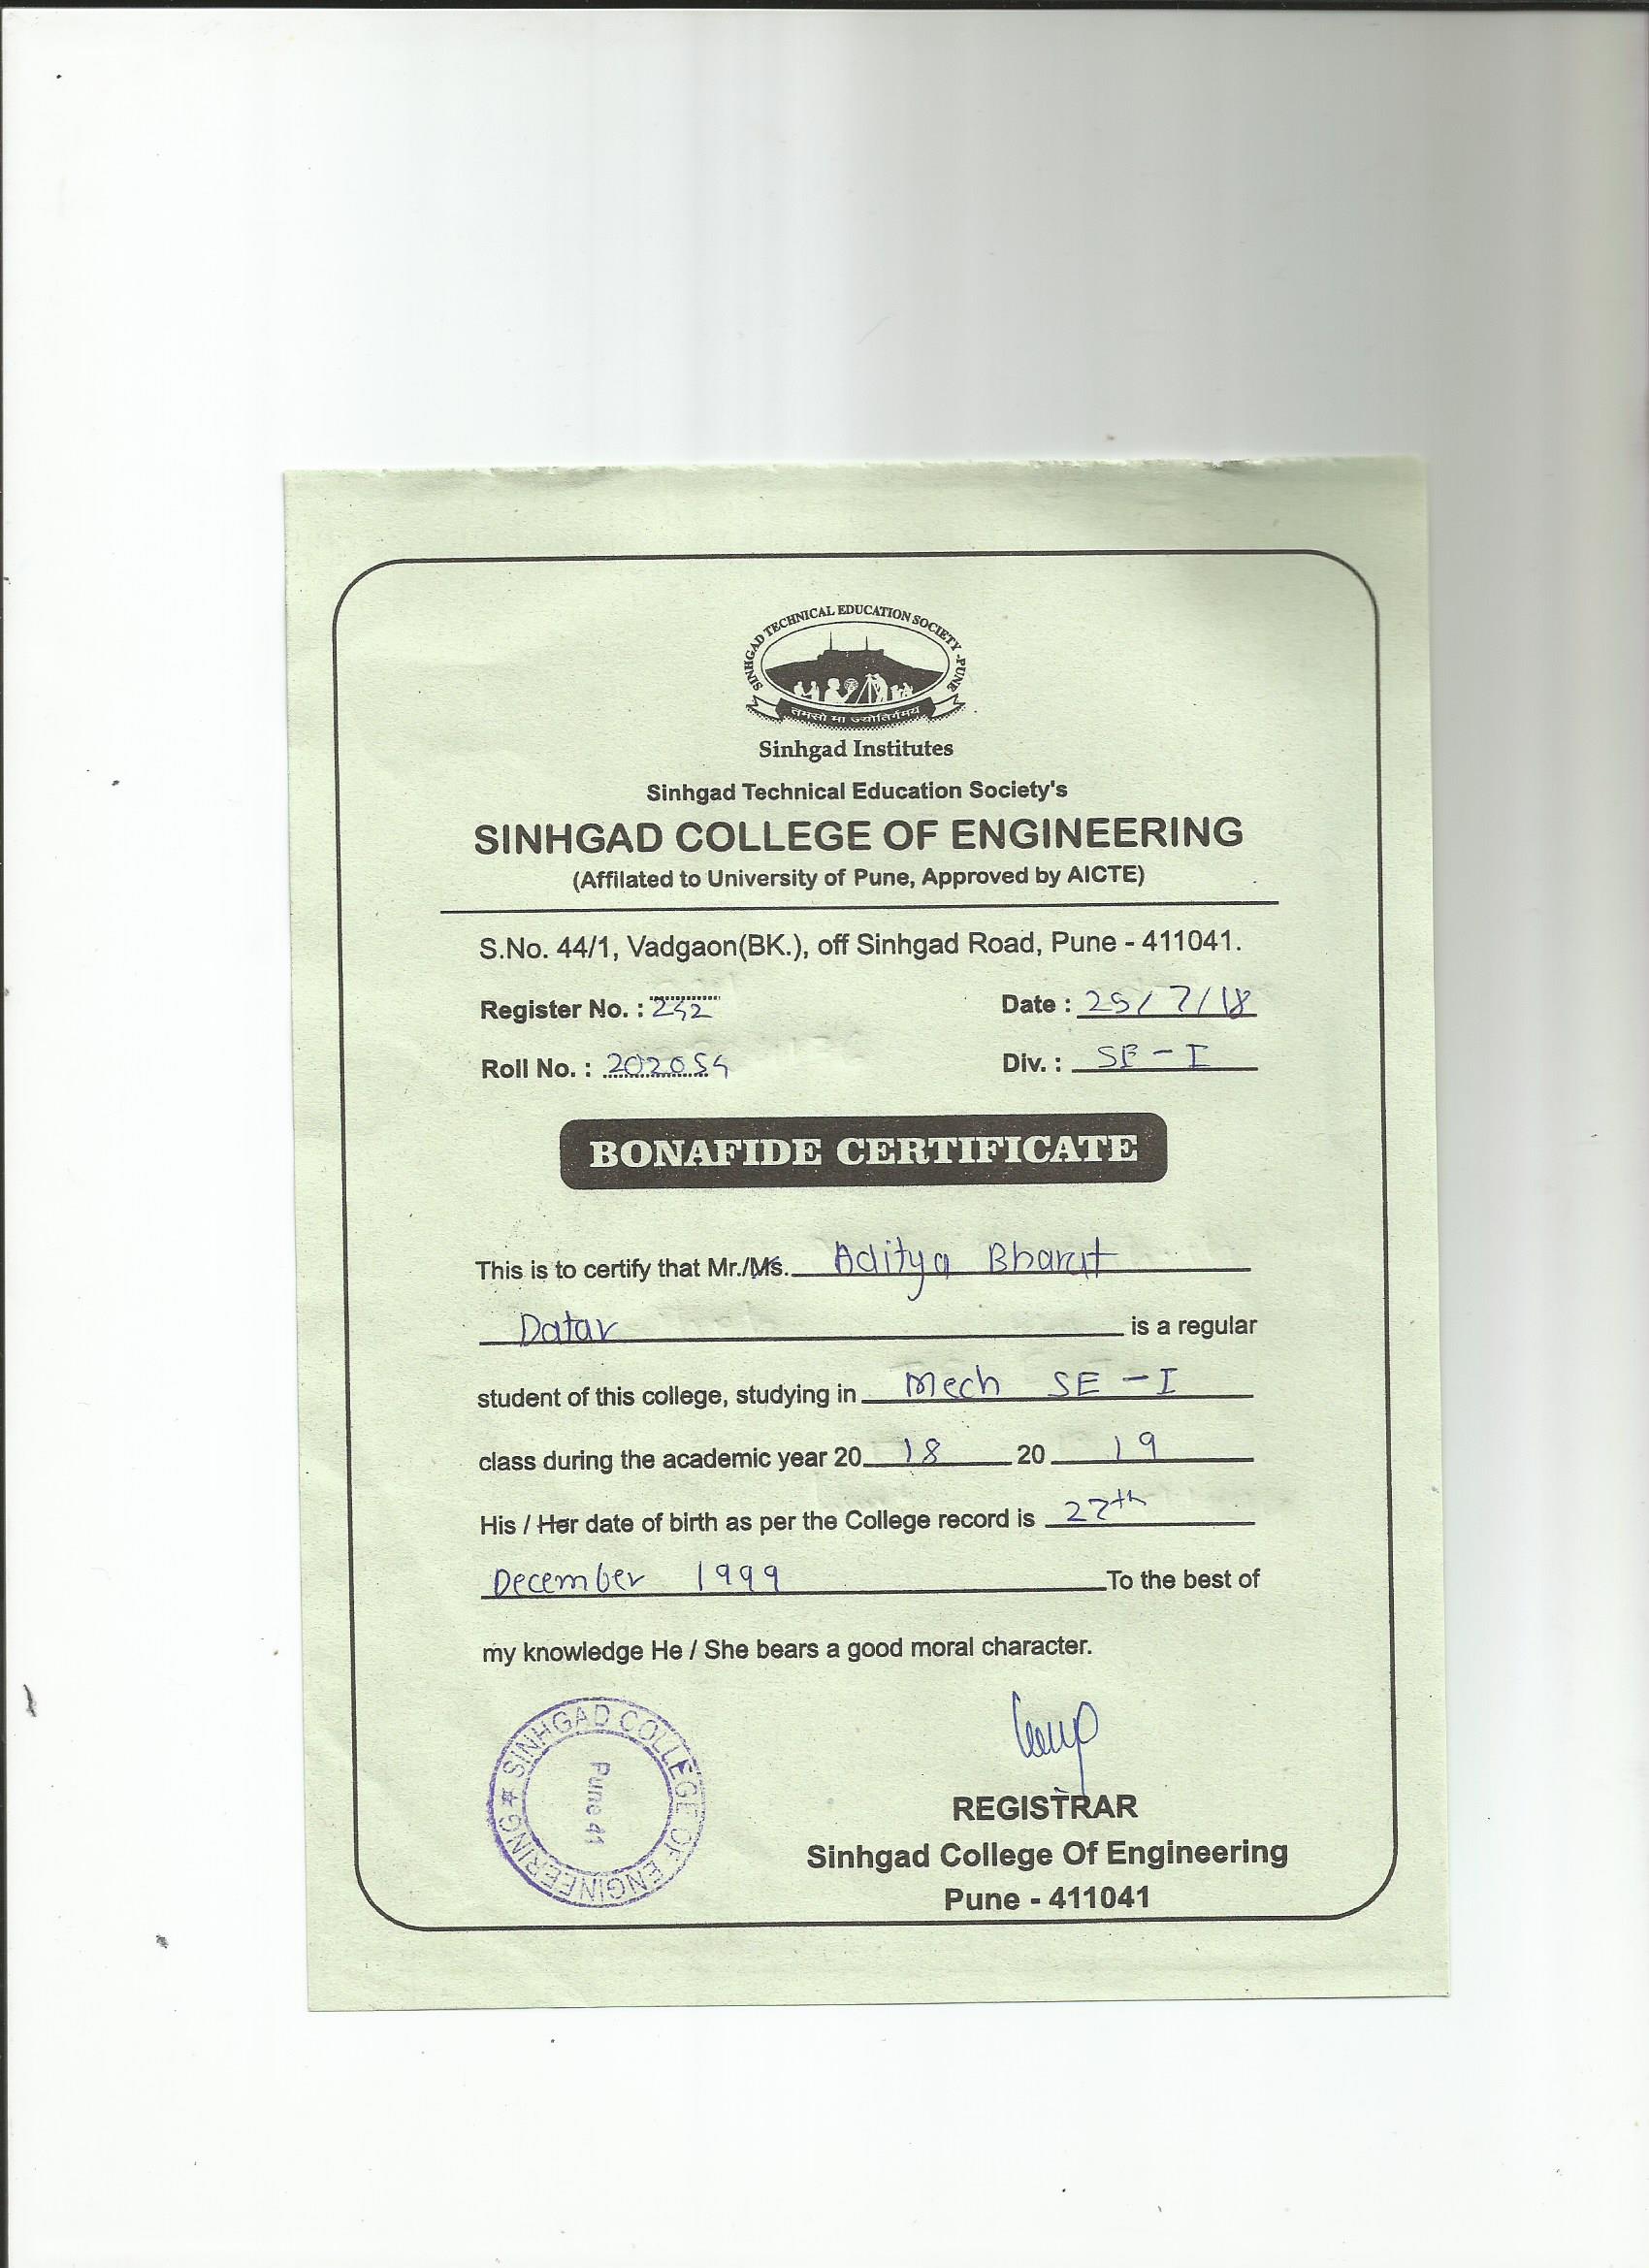 SINHGAD TECHNICAL EDUCATION SOCIETY - PUNE
तमसो मा ज्योतिर्गमय
Sinhgad Institutes
Sinhgad Technical Education Society's
SINHGAD COLLEGE OF ENGINEERING
(Affilated to University of Pune, Approved by AICTE)
S.No. 44/1, Vadgaon(BK.), off Sinhgad Road, Pune - 411041.
Register No. : Date : 25/7/18
Roll No. : 202054 Div. : SE - I
BONAFIDE CERTIFICATE
This is to certify that Mr./Ms. Aditya Bharat
Datar is a regular
student of this college, studying in Mech SE - I
class during the academic year 20 18 20 19
His / Her date of birth as per the College record is 27th
December 1999 To the best of
my knowledge He / She bears a good moral character.
SINHGAD COLLEGE OF ENGINEERING #
Pune 41
REGISTRAR
Sinhgad College Of Engineering
Pune - 411041